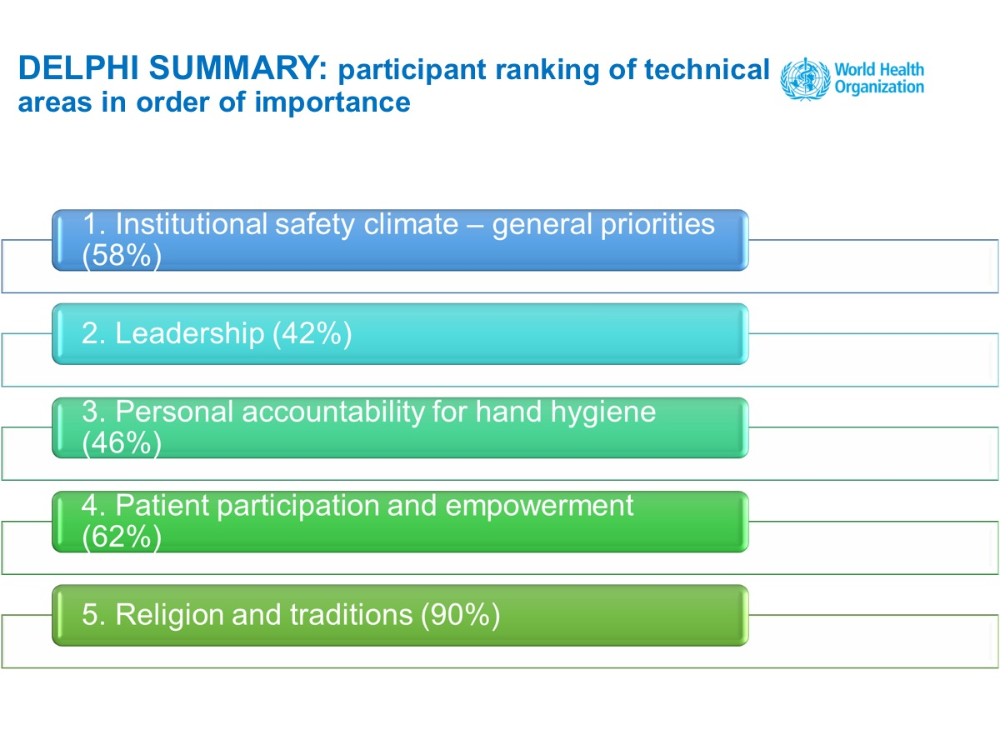 DELPHI SUMMARY: participant ranking of technical
areas in order of importance
World Health
Organization
1. Institutional safety climate – general priorities
(58%)
2. Leadership (42%)
3. Personal accountability for hand hygiene
(46%)
4. Patient participation and empowerment
(62%)
5. Religion and traditions (90%)